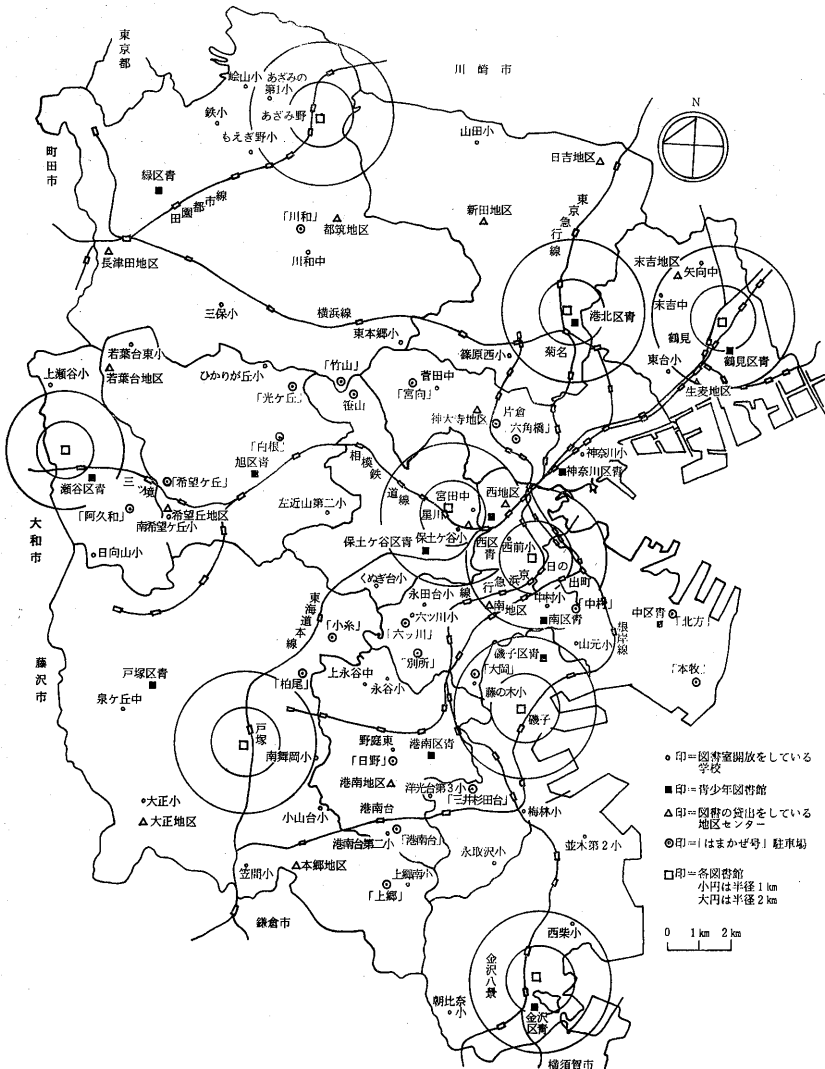 東京都
川崎市
町田市
N
絵山小
あざみの第1小
鉄小
あざみ野
もえぎ野小
山田小
日吉地区
緑区青
田園都市線
「川和」
都筑地区
新田地区
東京急行線
長津田地区
川和中
末吉地区
矢向中
三保小
横浜線
港北区青
末吉中
東本郷小
篠原西小
菊名
鶴見
若葉台東小
上瀬谷小
若葉台地区
ひかりが丘小
「竹山」
菅田中
「光ケ丘」
「宮向」
笹山
東台小
鶴見区青
生麦地区
神大寺地区
片倉
六角橋」
「白根」
旭区青
相模鉄道線
神奈川小
神奈川区青
瀬谷区青
三ッ境
「希望ケ丘」
左近山第二小
宮田中
西地区
星川
「阿久和」
希望丘地区
南希望ケ丘小
保土ケ谷区青
保土ケ谷小
西区青
西前小
大和市
日向山小
日の出町
京浜急行線
くぬぎ台小
永田台小
南地区
中村小
「中村」
東海道本線
「小糸」
六ッ川小
「六ッ川」
南区青
根岸線
中区青
「北方」
藤沢市
山元小
「別所」
磯子区青
戸塚区青
「柏尾」
上永谷中
「大岡」
「本牧」
永谷小
藤の木小
泉ケ丘中
磯子
戸塚
南舞岡小
野庭東
港南区青
「日野」
港南地区
洋光台第3小
「三井杉田台」
大正小
大正地区
小山台小
港南台
梅林小
港南台第二小
「港南台」
並木第2小
永取沢小
笠間小
本郷地区
上郷南小
「上郷」
鎌倉市
西柴小
金沢八景
朝比奈小
金沢区青
横須賀市
○印＝図書室開放をしている
学校
■印＝青少年図書館
△印＝図書の貸出をしている
地区センター
◎印＝「はまかぜ号」駐車場
□印＝各図書館
小円は半径1km
大円は半径2km
0 1km 2km